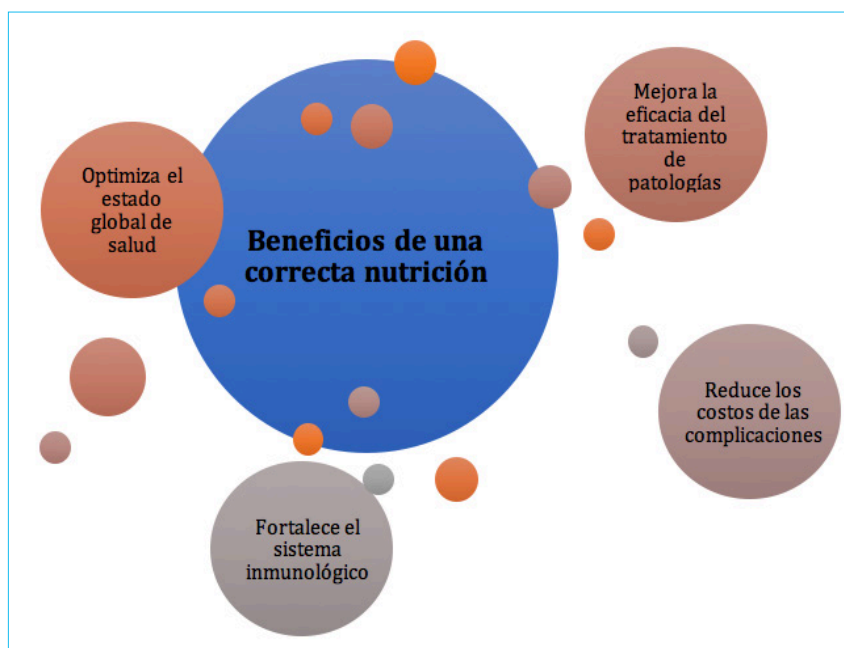 Beneficios de una
correcta nutrición
Optimiza el
estado
global de
salud
Mejora la
eficacia del
tratamiento
de
patologías
Reduce los
costos de las
complicaciones
Fortalece el
sistema
inmunológico